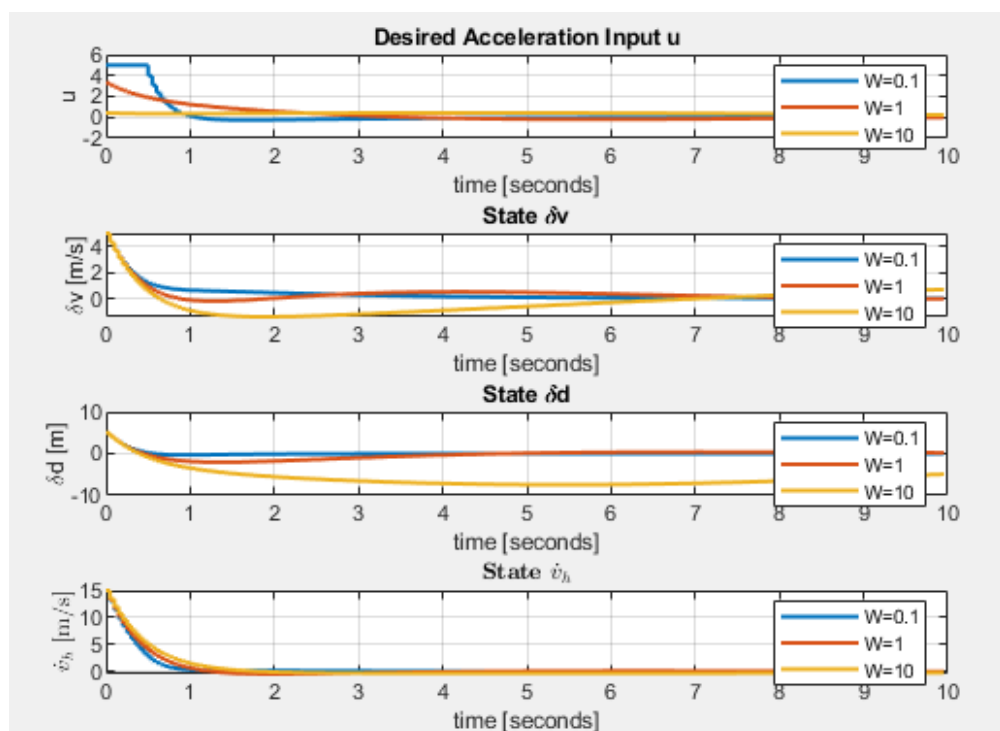 Desired Acceleration Input u
6
4
2
0
-2
u
W=0.1
W=1
W=10
0 1 2 3 4 5 6 7 8 9 10
time [seconds]
State δv
4
2
0
δv [m/s]
W=0.1
W=1
W=10
0 1 2 3 4 5 6 7 8 9 10
time [seconds]
State δd
10
0
-10
δd [m]
W=0.1
W=1
W=10
0 1 2 3 4 5 6 7 8 9 10
time [seconds]
State v̇ₕ
15
10
5
0
v̇ₕ [m/s]
W=0.1
W=1
W=10
0 1 2 3 4 5 6 7 8 9 10
time [seconds]